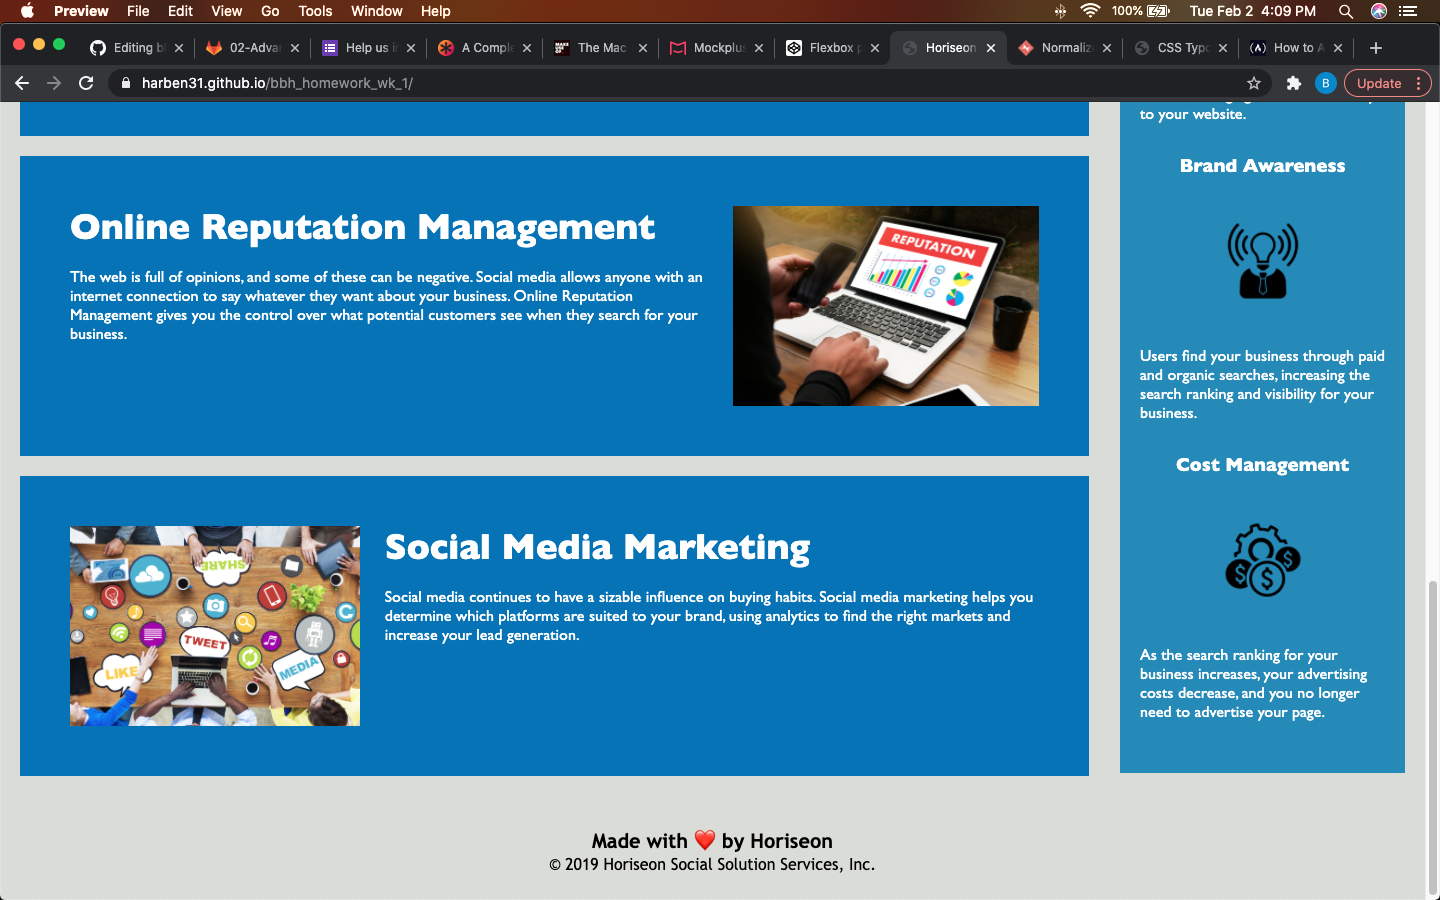 Preview File Edit View Go Tools Window Help 100% Tue Feb 2 4:09 PM
Editing 02-Adva Help us A Comple The Mac Mockplus Flexbox Horiseon Normaliz CSS Typo How to A
harben31.github.io/bbh_homework_wk_1/ B Update
to your website.
Online Reputation Management
The web is full of opinions, and some of these can be negative. Social media allows anyone with an
internet connection to say whatever they want about your business. Online Reputation
Management gives you the control over what potential customers see when they search for your
business.
REPUTATION
Social Media Marketing
Social media continues to have a sizable influence on buying habits. Social media marketing helps you
determine which platforms are suited to your brand, using analytics to find the right markets and
increase your lead generation.
SHARE
TWEET
LIKE
MEDIA
Brand Awareness
Users find your business through paid
and organic searches, increasing the
search ranking and visibility for your
business.
Cost Management
$ $ $
As the search ranking for your
business increases, your advertising
costs decrease, and you no longer
need to advertise your page.
Made with ❤️ by Horiseon
© 2019 Horiseon Social Solution Services, Inc.